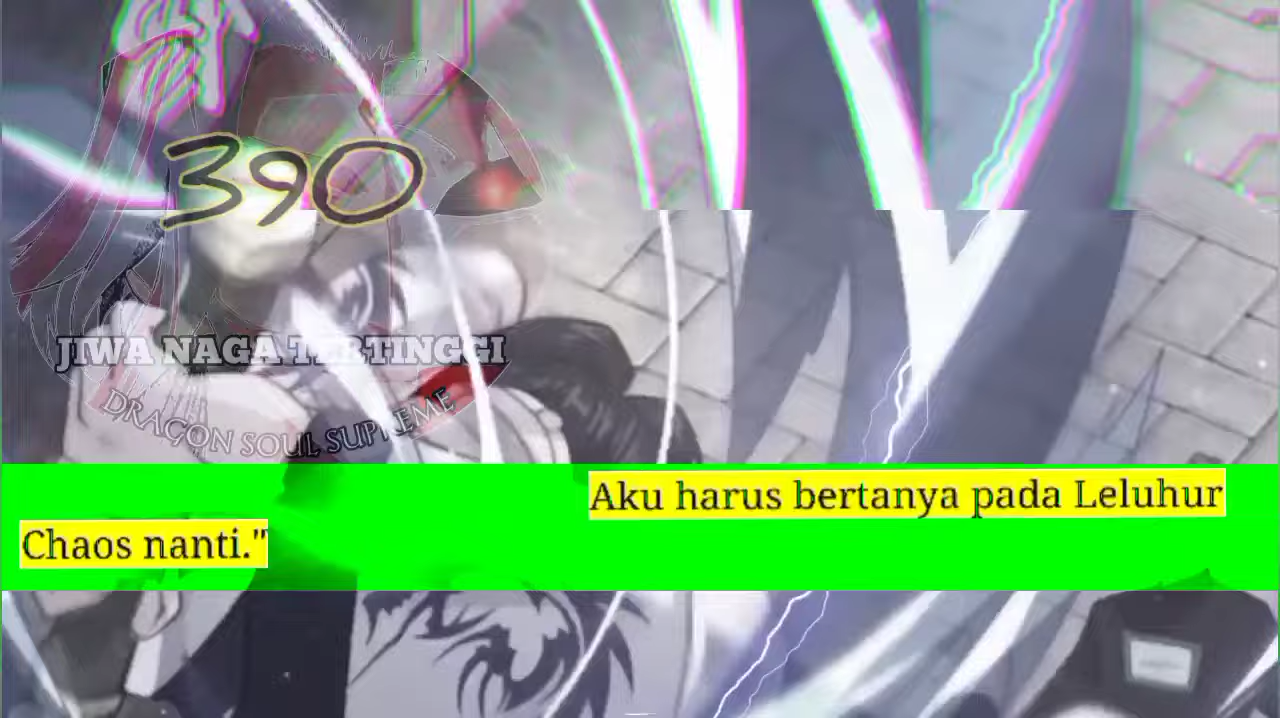 390
JIWA NAGA TERTINGGI
DRAGON SOUL SUPREME
Aku harus bertanya pada Leluhur
Chaos nanti."